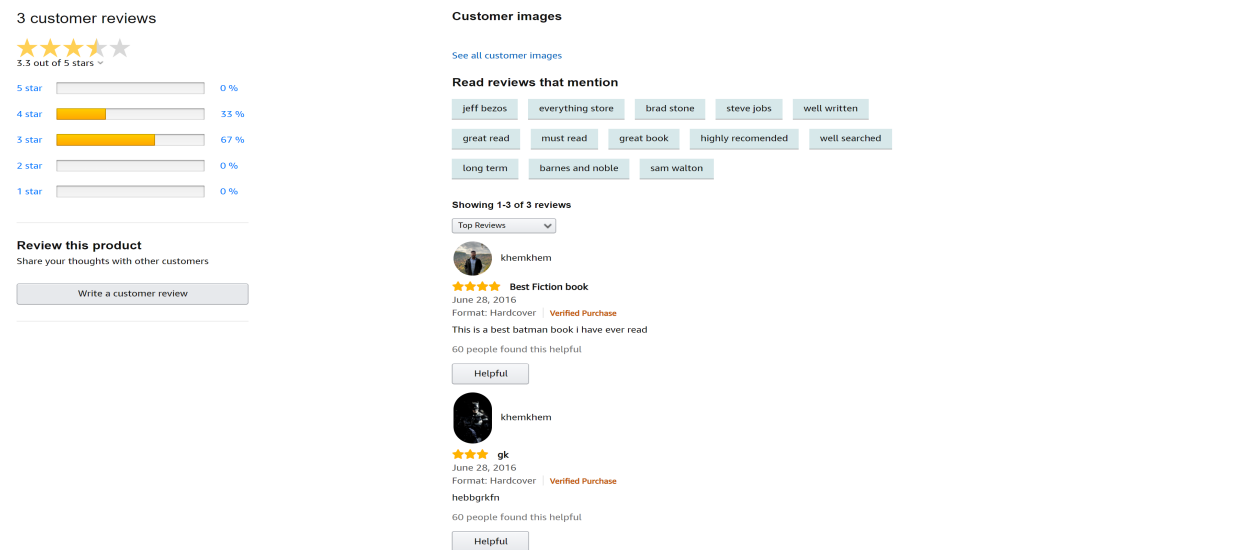 3 customer reviews
3.3 out of 5 stars
5 star 0 %
4 star 33 %
3 star 67 %
2 star 0 %
1 star 0 %
Review this product
Share your thoughts with other customers
Write a customer review
Customer images
See all customer images
Read reviews that mention
jeff bezos everything store brad stone steve jobs well written
great read must read great book highly recomended well searched
long term barnes and noble sam walton
Showing 1-3 of 3 reviews
Top Reviews
khemkhem
Best Fiction book
June 28, 2016
Format: Hardcover Verified Purchase
This is a best batman book i have ever read
60 people found this helpful
Helpful
khemkhem
gk
June 28, 2016
Format: Hardcover Verified Purchase
hebbgrkfn
60 people found this helpful
Helpful